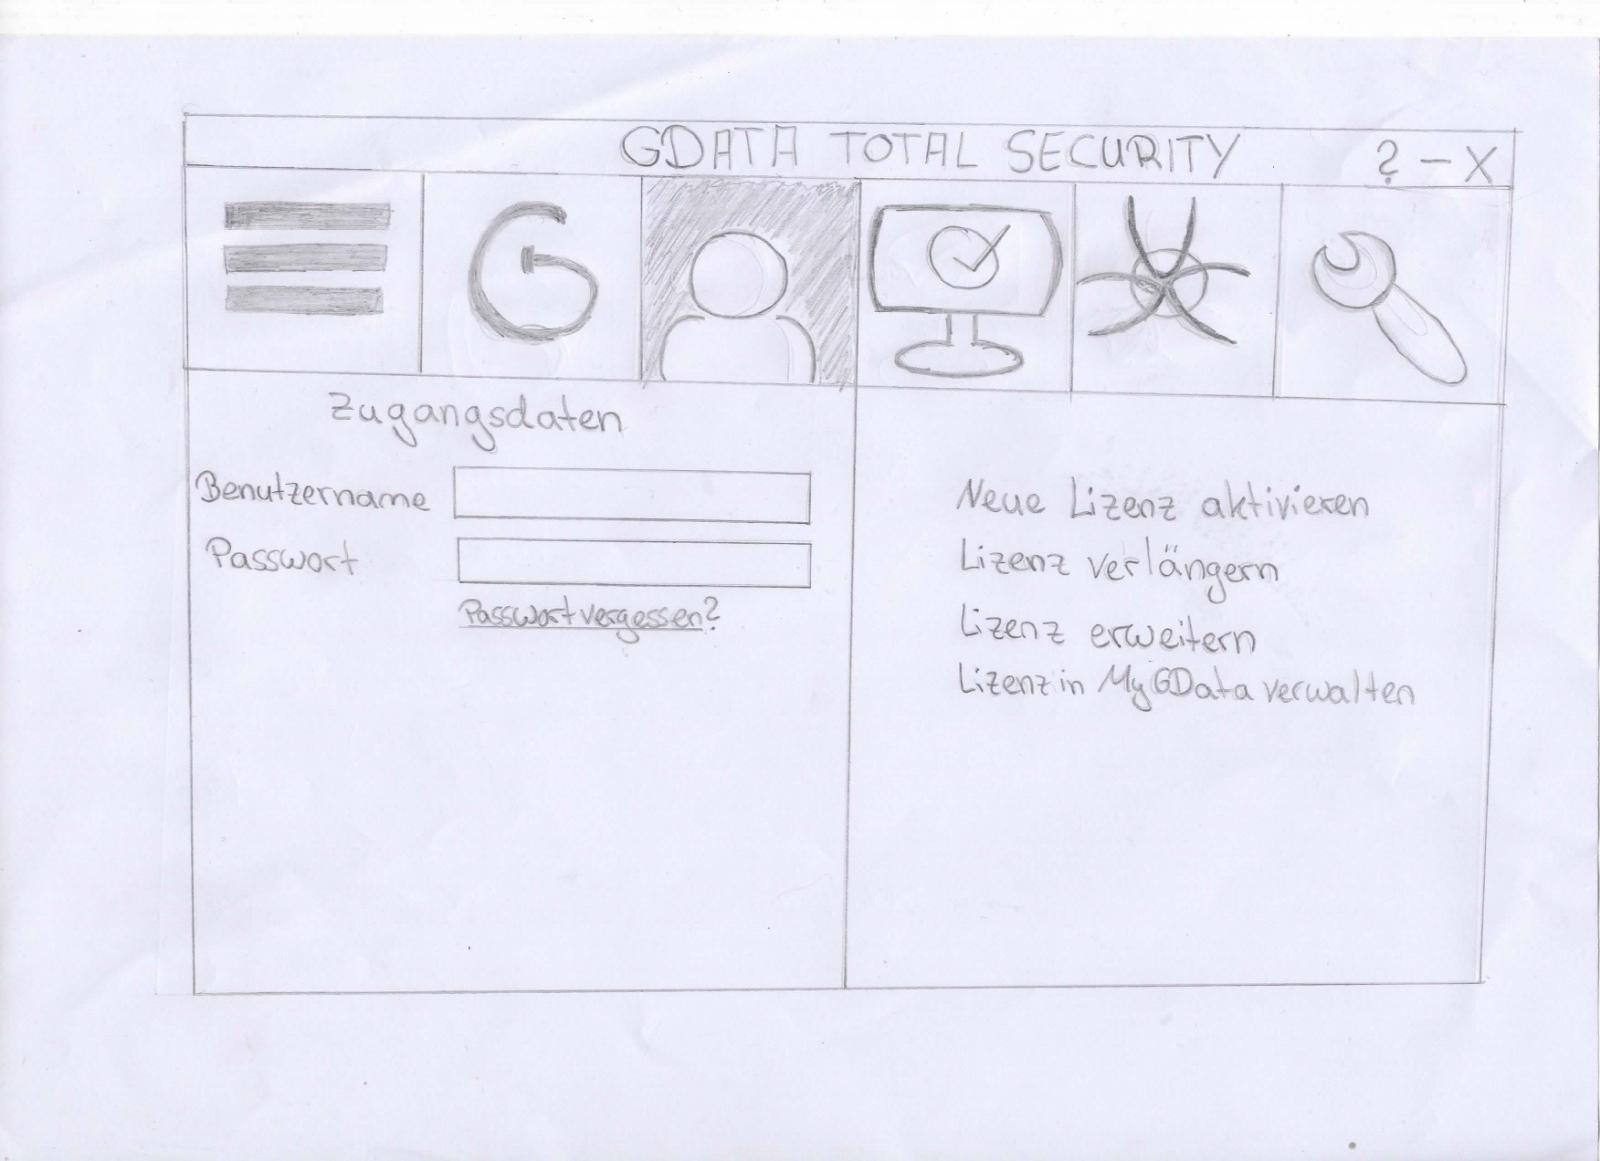 GDATA TOTAL SECURITY ? – X
G
Zugangsdaten
Benutzername
Passwort
Passwort vergessen?
Neue Lizenz aktivieren
Lizenz verlängern
Lizenz erweitern
Lizenz in MyGData verwalten